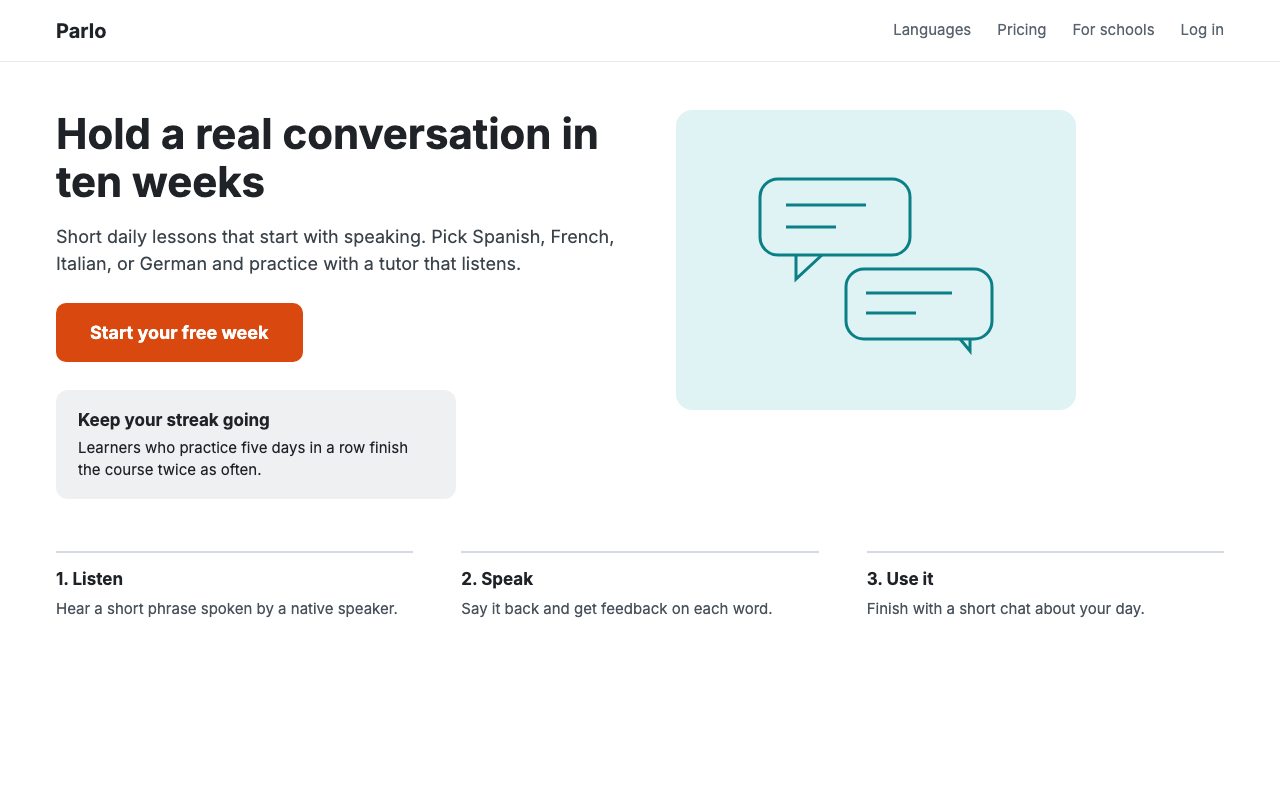 Parlo
Languages
Pricing
For schools
Log in
Hold a real conversation in
ten weeks
Short daily lessons that start with speaking. Pick Spanish, French,
Italian, or German and practice with a tutor that listens.
Start your free week
Keep your streak going
Learners who practice five days in a row finish
the course twice as often.
1. Listen
Hear a short phrase spoken by a native speaker.
2. Speak
Say it back and get feedback on each word.
3. Use it
Finish with a short chat about your day.